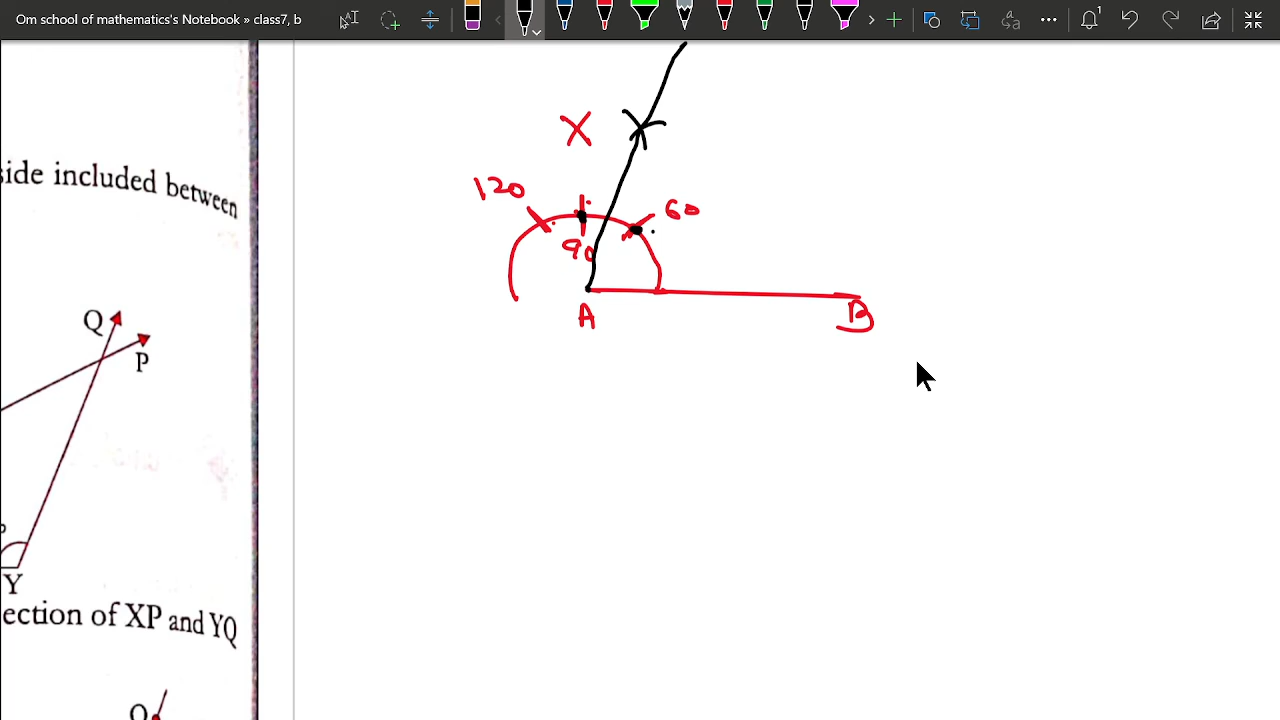 Om school of mathematics's Notebook » class7, b
side included between
Q
P
Y
ection of XP and YQ
Q
X
120
60
90
A
B